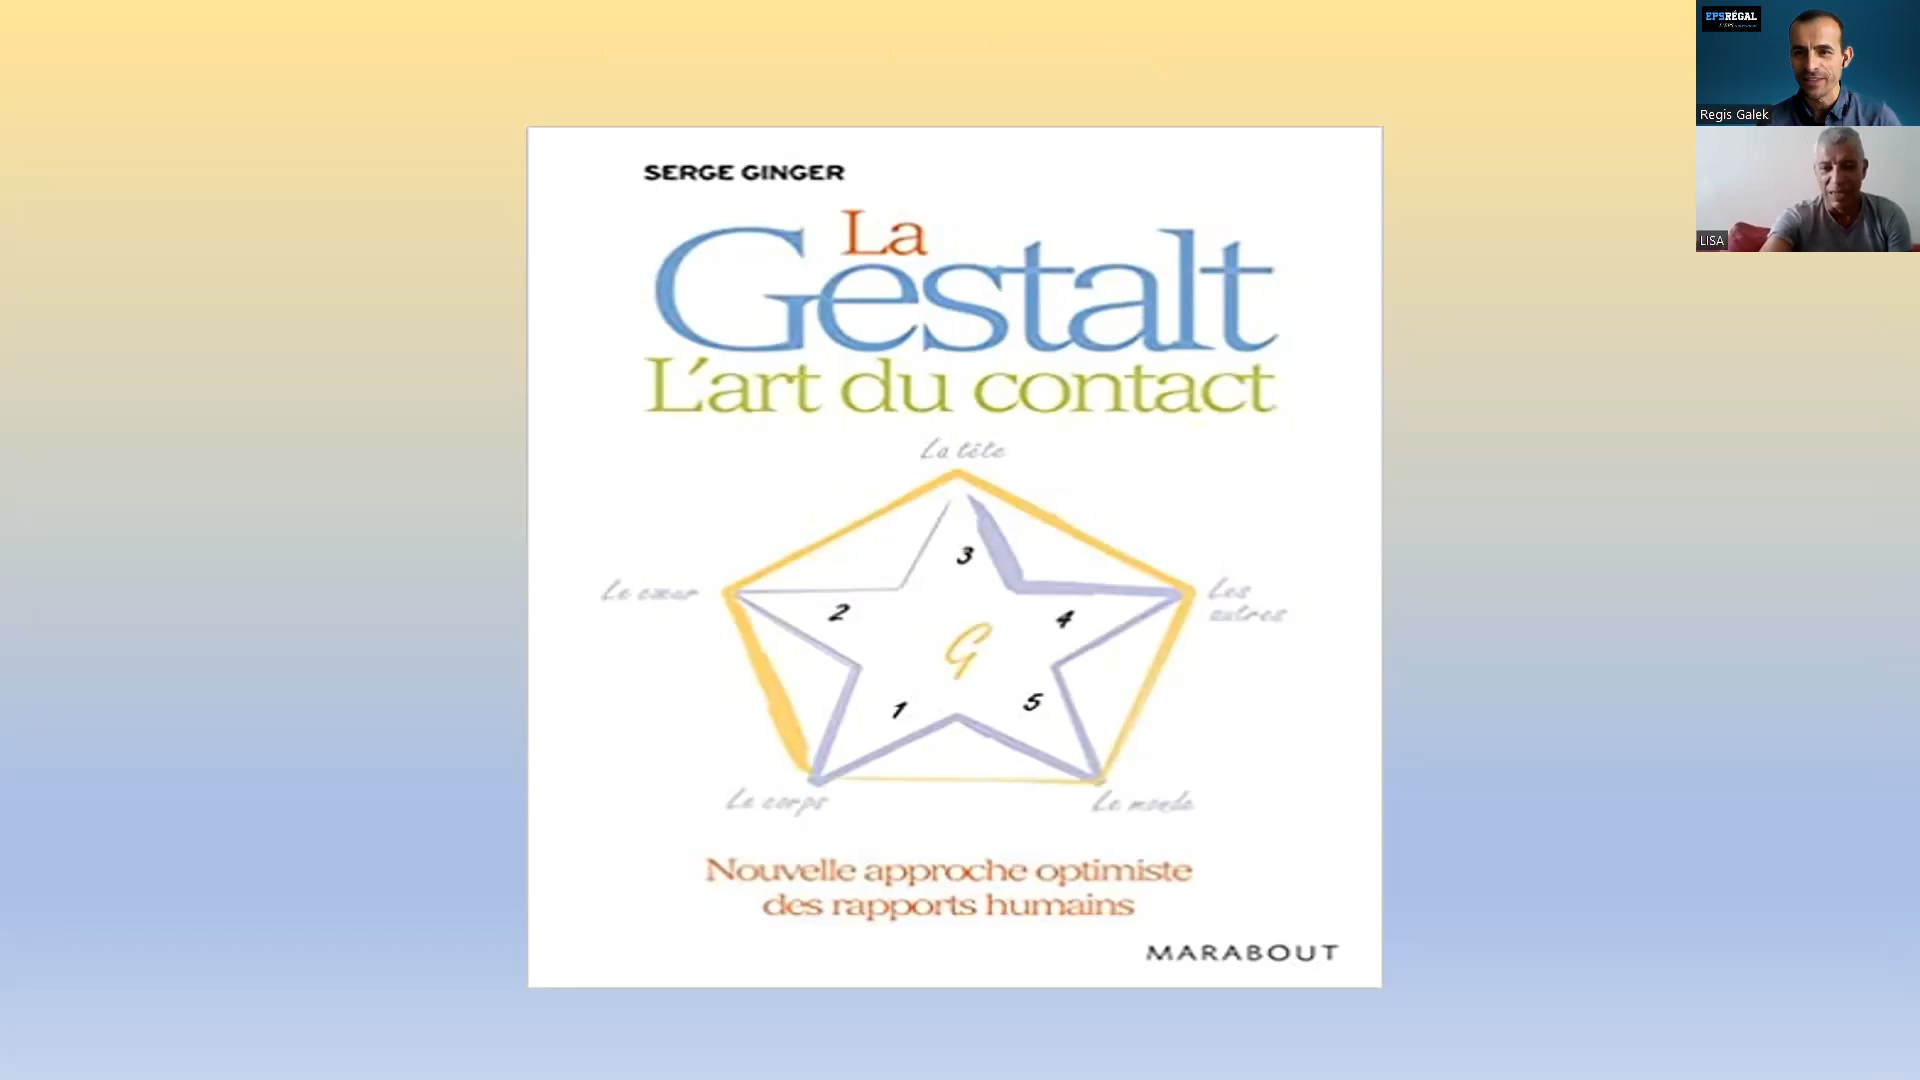 SERGE GINGER
La
Gestalt
L'art du contact
La tête
3
Le cœur
Les
autres
2
4
G
1
5
Le corps
Le monde
Nouvelle approche optimiste
des rapports humains
MARABOUT
EPSRÉGAL
Regis Galek
LISA